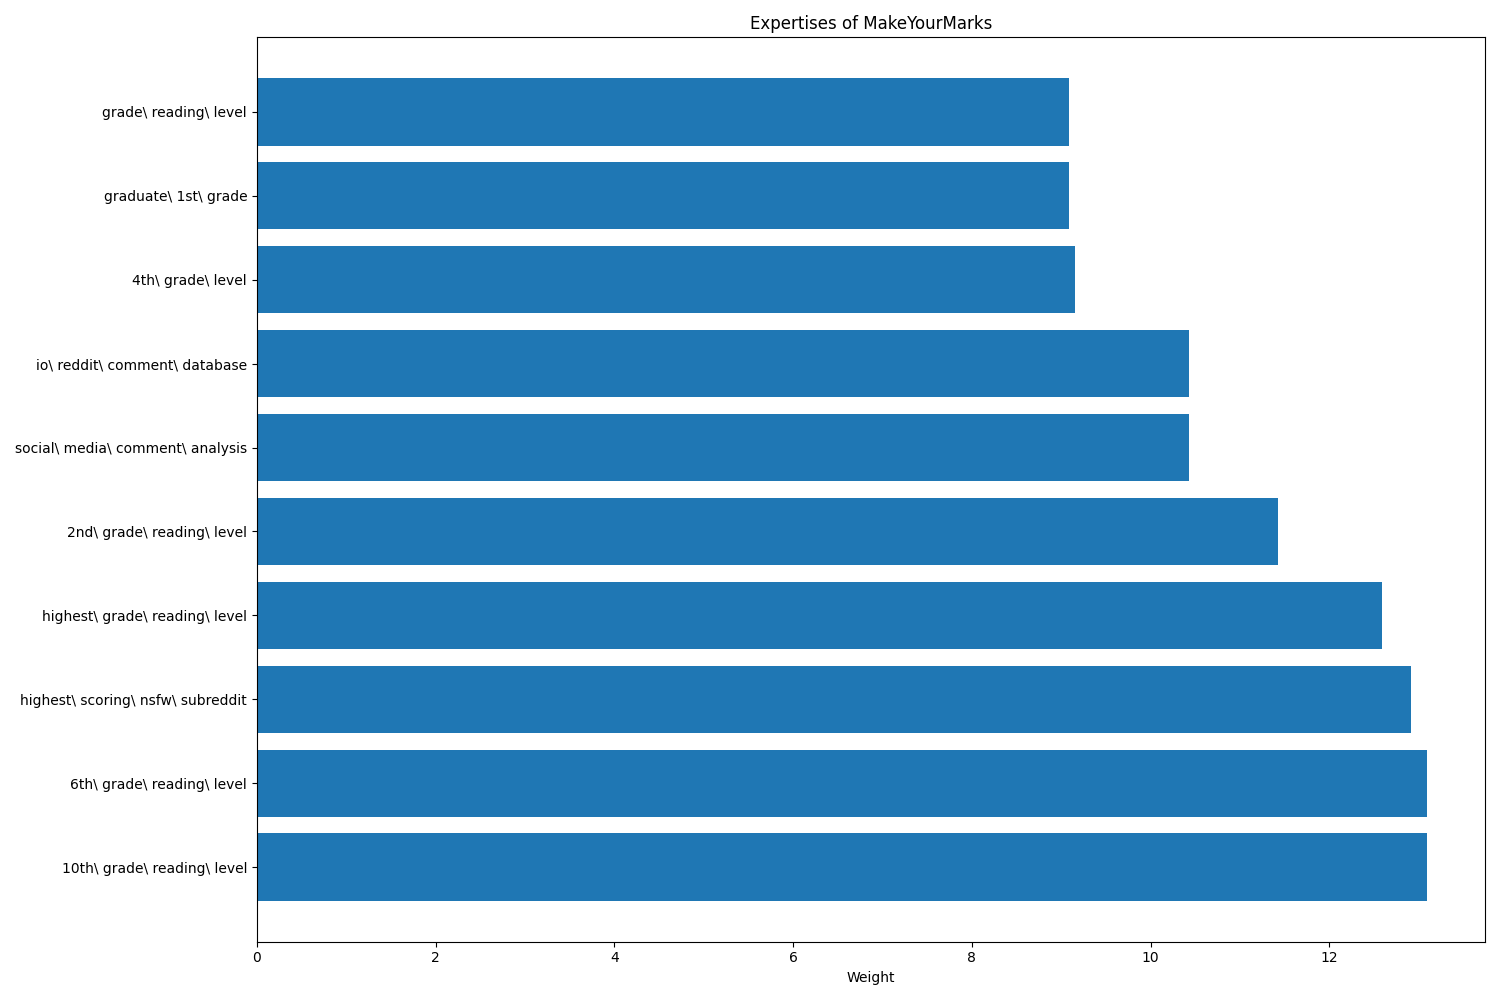 Expertises of MakeYourMarks
grade\ reading\ level
graduate\ 1st\ grade
4th\ grade\ level
io\ reddit\ comment\ database
social\ media\ comment\ analysis
2nd\ grade\ reading\ level
highest\ grade\ reading\ level
highest\ scoring\ nsfw\ subreddit
6th\ grade\ reading\ level
10th\ grade\ reading\ level
0 2 4 6 8 10 12
Weight